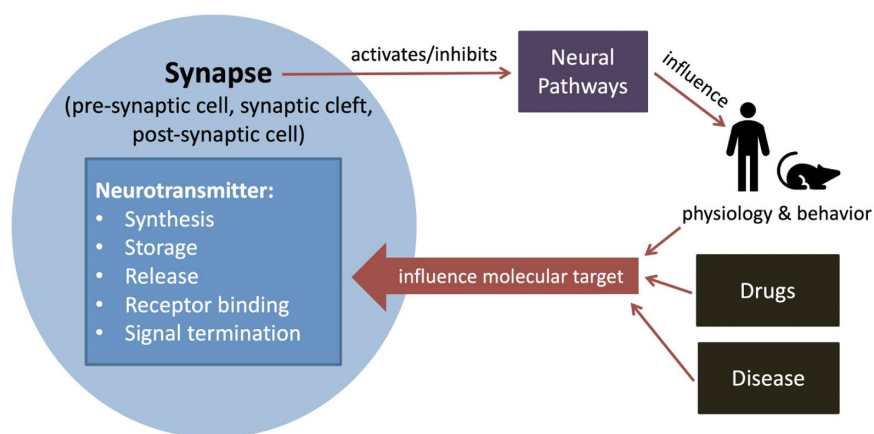 Synapse
(pre-synaptic cell, synaptic cleft,
post-synaptic cell)
Neurotransmitter:
• Synthesis
• Storage
• Release
• Receptor binding
• Signal termination
activates/inhibits
Neural
Pathways
influence
physiology & behavior
influence molecular target
Drugs
Disease